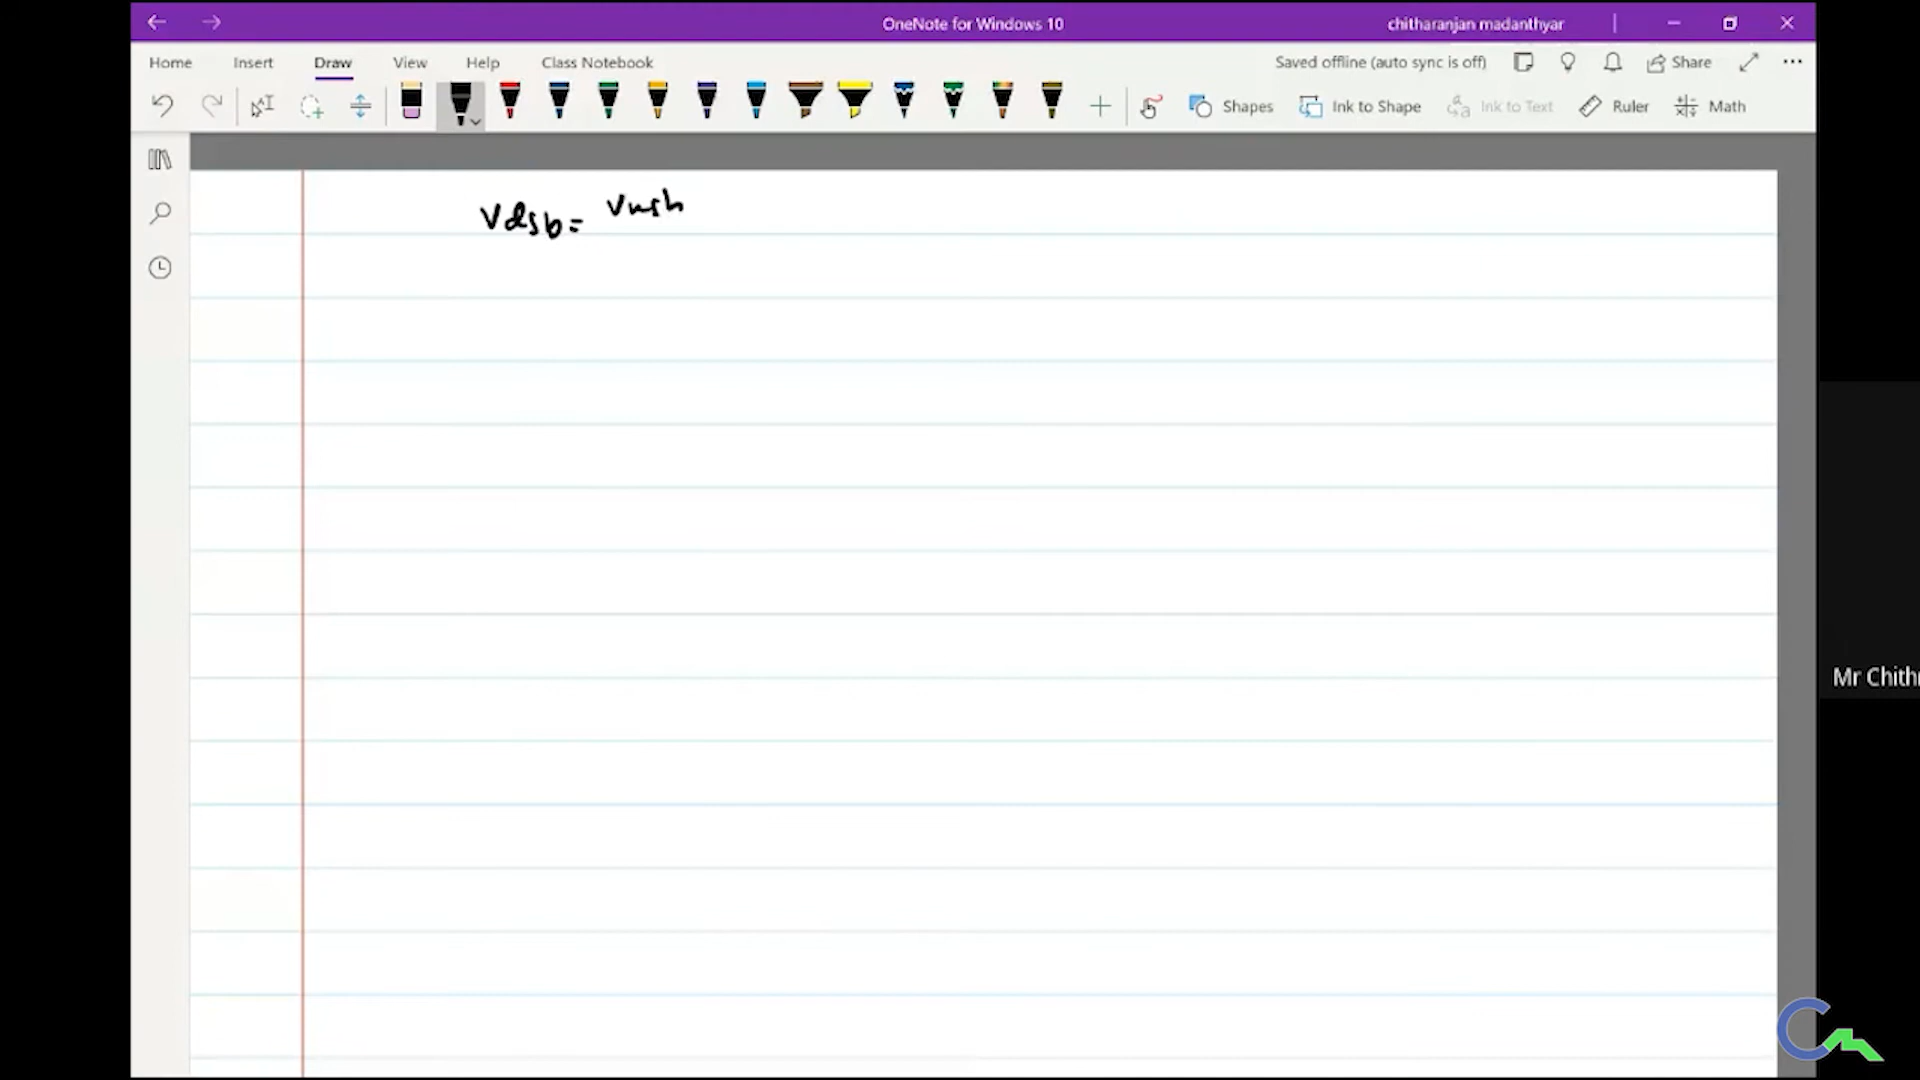 OneNote for Windows 10
chitharanjan madanthyar
Home Insert Draw View Help Class Notebook
Saved offline (auto sync is off)
Share
Shapes
Ink to Shape
Ink to Text
Ruler
Math
Vdsb =
Mr Chith